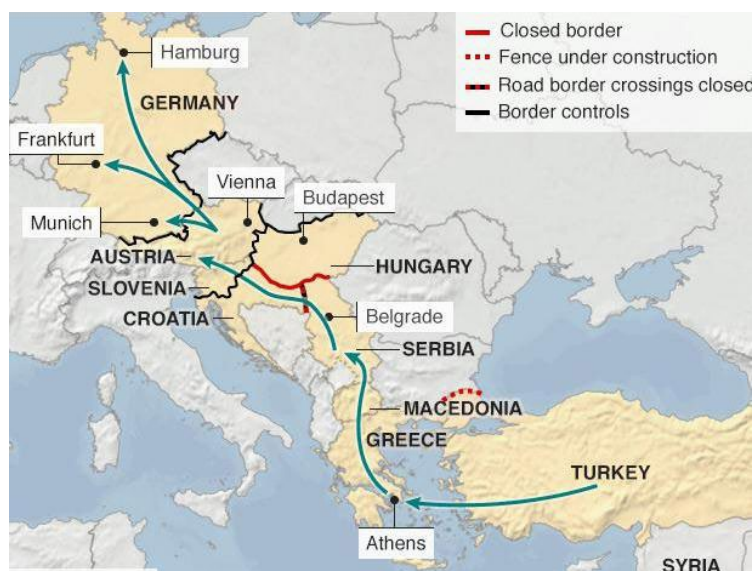 Closed border
Fence under construction
Road border crossings closed
Border controls
Hamburg
GERMANY
Frankfurt
Vienna
Budapest
Munich
AUSTRIA
HUNGARY
SLOVENIA
CROATIA
Belgrade
SERBIA
MACEDONIA
GREECE
TURKEY
Athens
SYRIA